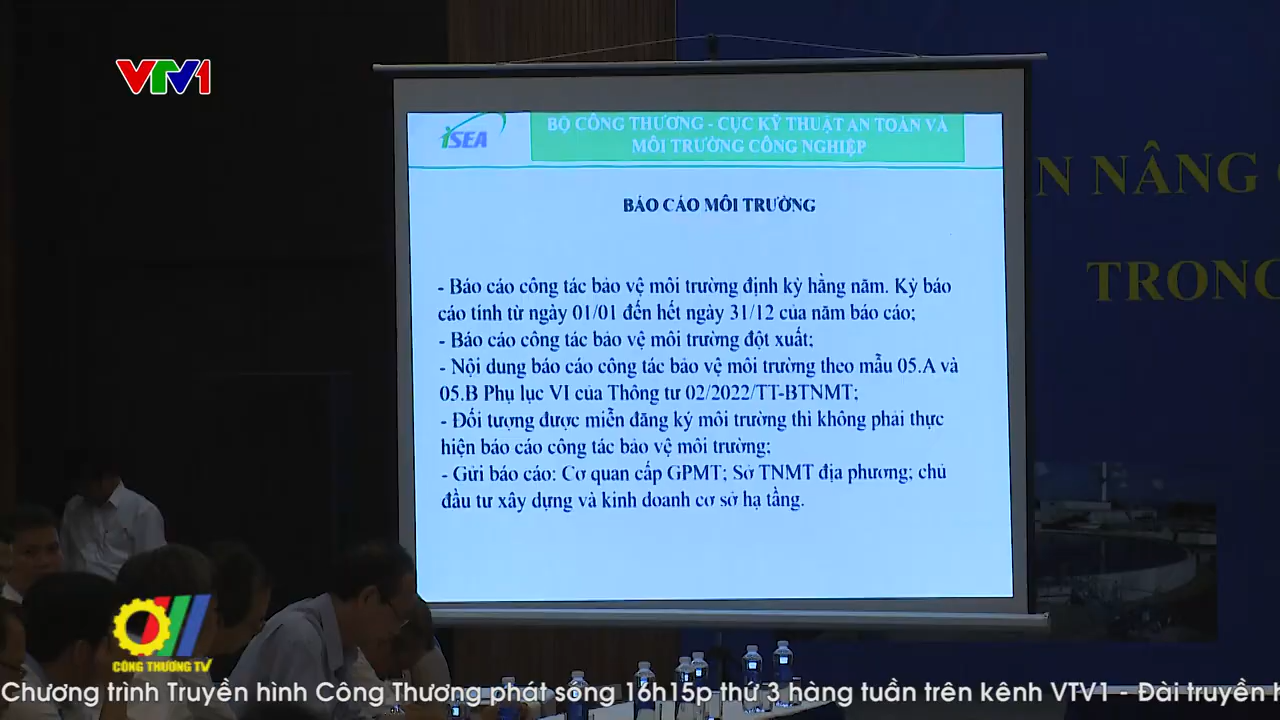 VTV1
iSEA
BỘ CÔNG THƯƠNG - CỤC KỸ THUẬT AN TOÀN VÀ
MÔI TRƯỜNG CÔNG NGHIỆP
BÁO CÁO MÔI TRƯỜNG
- Báo cáo công tác bảo vệ môi trường định kỳ hằng năm. Kỳ báo
cáo tính từ ngày 01/01 đến hết ngày 31/12 của năm báo cáo;
- Báo cáo công tác bảo vệ môi trường đột xuất;
- Nội dung báo cáo công tác bảo vệ môi trường theo mẫu 05.A và
05.B Phụ lục VI của Thông tư 02/2022/TT-BTNMT;
- Đối tượng được miễn đăng ký môi trường thì không phải thực
hiện báo cáo công tác bảo vệ môi trường;
- Gửi báo cáo: Cơ quan cấp GPMT; Sở TNMT địa phương; chủ
đầu tư xây dựng và kinh doanh cơ sở hạ tầng.
N NÂNG
TRONG
CÔNG THƯƠNG TV
Chương trình Truyền hình Công Thương phát sóng 16h15p thứ 3 hàng tuần trên kênh VTV1 - Đài truyền h